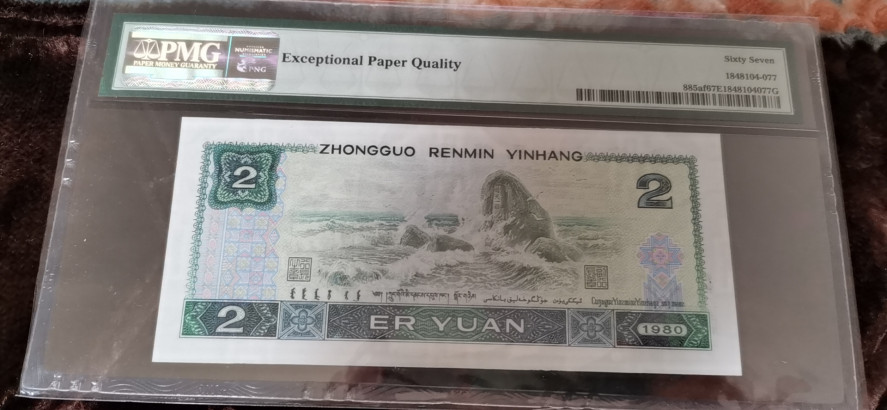 PMG
PAPER MONEY GUARANTY
NUMISMATIC
PNG
Exceptional Paper Quality
Sixty Seven
1848104-077
885af67E1848104077G
ZHONGGUO RENMIN YINHANG
2
2
2
ER YUAN
1980